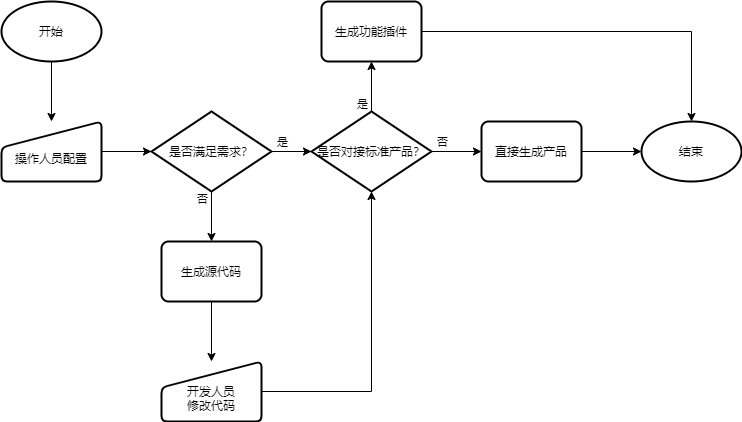 开始
生成功能插件
是
操作人员配置
是否满足需求?
是
是否对接标准产品?
否
直接生成产品
结束
否
生成源代码
开发人员
修改代码